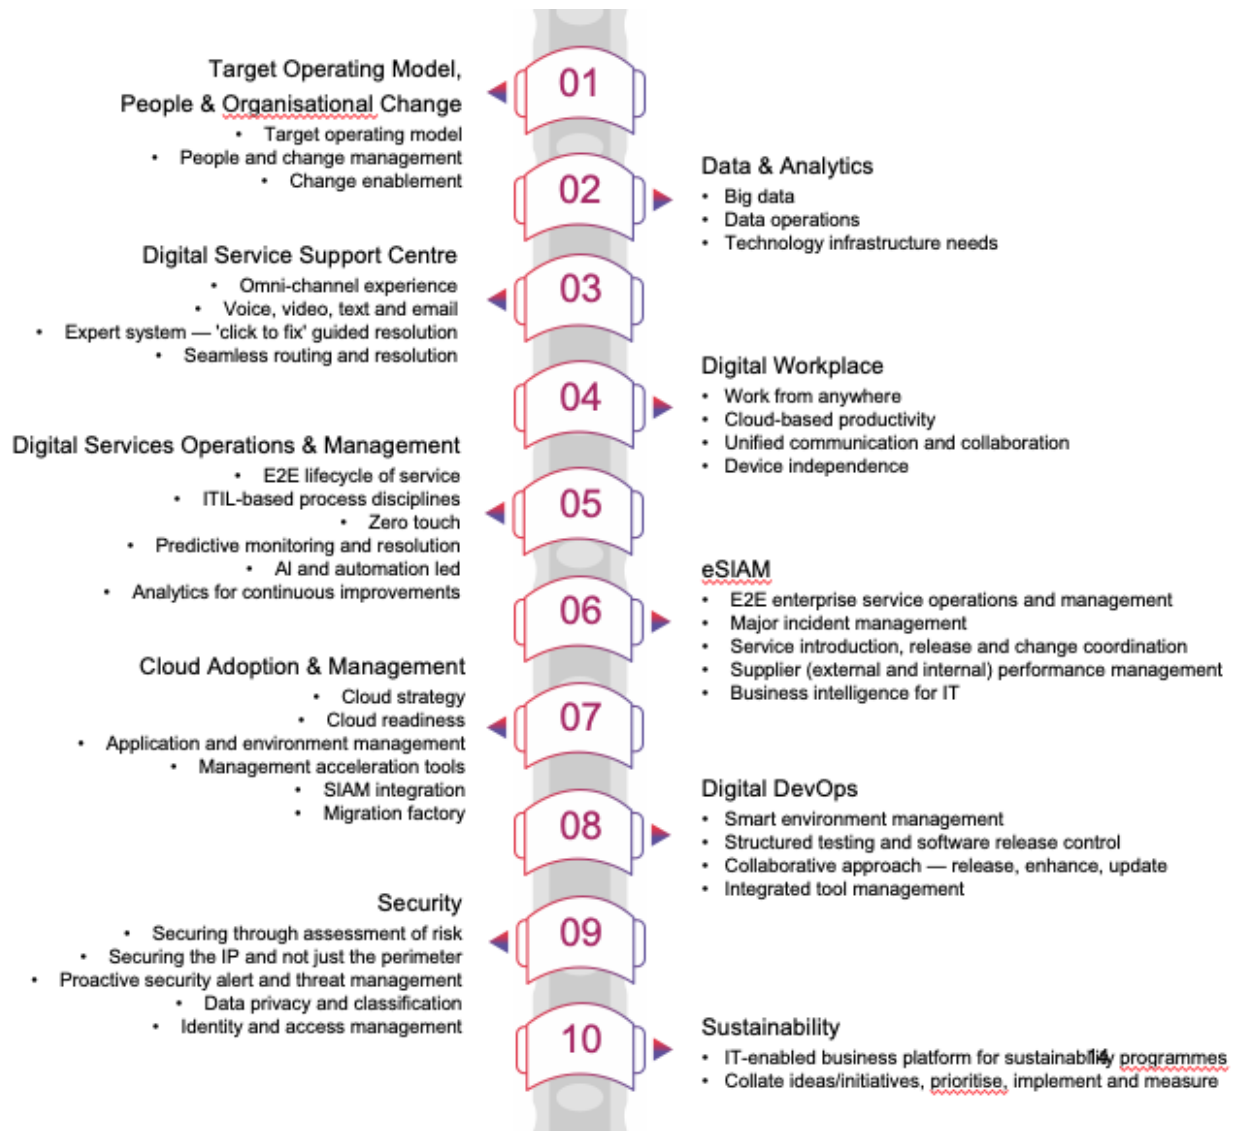 01
Target Operating Model,
People & Organisational Change
• Target operating model
• People and change management
• Change enablement
02
Data & Analytics
• Big data
• Data operations
• Technology infrastructure needs
03
Digital Service Support Centre
• Omni-channel experience
• Voice, video, text and email
• Expert system — 'click to fix' guided resolution
• Seamless routing and resolution
04
Digital Workplace
• Work from anywhere
• Cloud-based productivity
• Unified communication and collaboration
• Device independence
05
Digital Services Operations & Management
• E2E lifecycle of service
• ITIL-based process disciplines
• Zero touch
• Predictive monitoring and resolution
• AI and automation led
• Analytics for continuous improvements
06
eSIAM
• E2E enterprise service operations and management
• Major incident management
• Service introduction, release and change coordination
• Supplier (external and internal) performance management
• Business intelligence for IT
07
Cloud Adoption & Management
• Cloud strategy
• Cloud readiness
• Application and environment management
• Management acceleration tools
• SIAM integration
• Migration factory
08
Digital DevOps
• Smart environment management
• Structured testing and software release control
• Collaborative approach — release, enhance, update
• Integrated tool management
09
Security
• Securing through assessment of risk
• Securing the IP and not just the perimeter
• Proactive security alert and threat management
• Data privacy and classification
• Identity and access management
10
Sustainability
• IT-enabled business platform for sustainability programmes
• Collate ideas/initiatives, prioritise, implement and measure
14